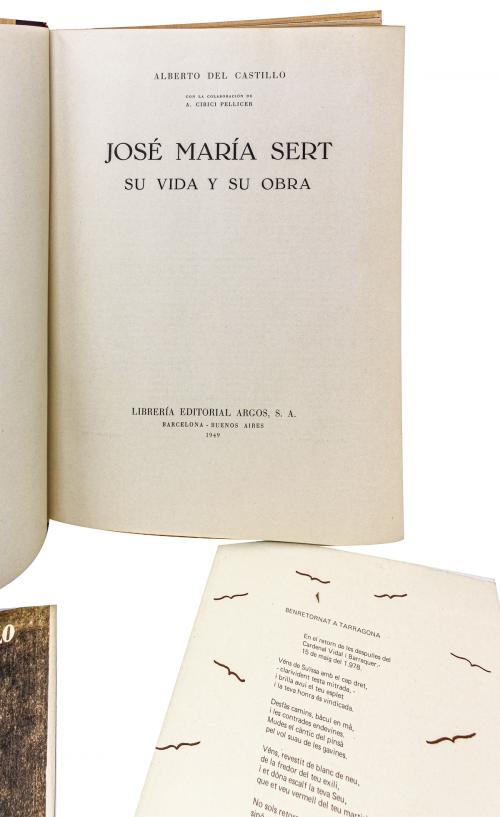 ALBERTO DEL CASTILLO
CON LA COLABORACIÓN DE
A. CIRICI PELLICER
JOSÉ MARÍA SERT
SU VIDA Y SU OBRA
LIBRERÍA EDITORIAL ARGOS, S. A.
BARCELONA - BUENOS AIRES
1949
BENRETORNAT A TARRAGONA
En el retorn de les despulles del
Cardenal Vidal i Barraquer.-
15 de maig del 1.978.
Véns de Suïssa amb el cap dret,
- clarivident testa mitrada, -
i brilla avui el teu esplet
i la teva honra és vindicada.
Desfàs camins, bàcul en mà,
i les contrades endevines.
Mudes el càntic del pinsà
pel vol suau de les gavines.
Véns, revestit de blanc de neu,
de la fredor del teu exili,
i et dóna escalf la teva Seu,
que et veu vermell del teu
No sols